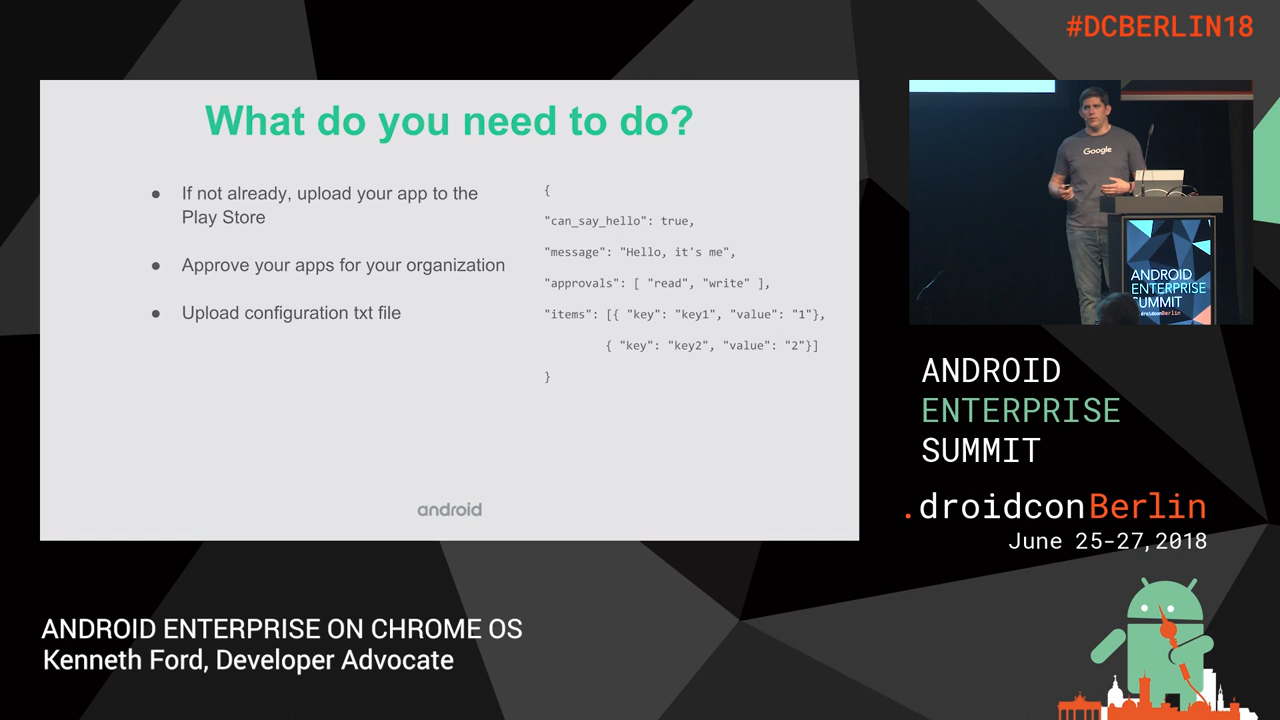 #DCBERLIN18
What do you need to do?
● If not already, upload your app to the
Play Store
● Approve your apps for your organization
● Upload configuration txt file
{
"can_say_hello": true,
"message": "Hello, it's me",
"approvals": [ "read", "write" ],
"items": [{ "key": "key1", "value": "1"},
{ "key": "key2", "value": "2"}]
}
android
Google
ANDROID
ENTERPRISE
SUMMIT
.droidconBerlin
ANDROID
ENTERPRISE
SUMMIT
.droidconBerlin
June 25-27,2018
ANDROID ENTERPRISE ON CHROME OS
Kenneth Ford, Developer Advocate